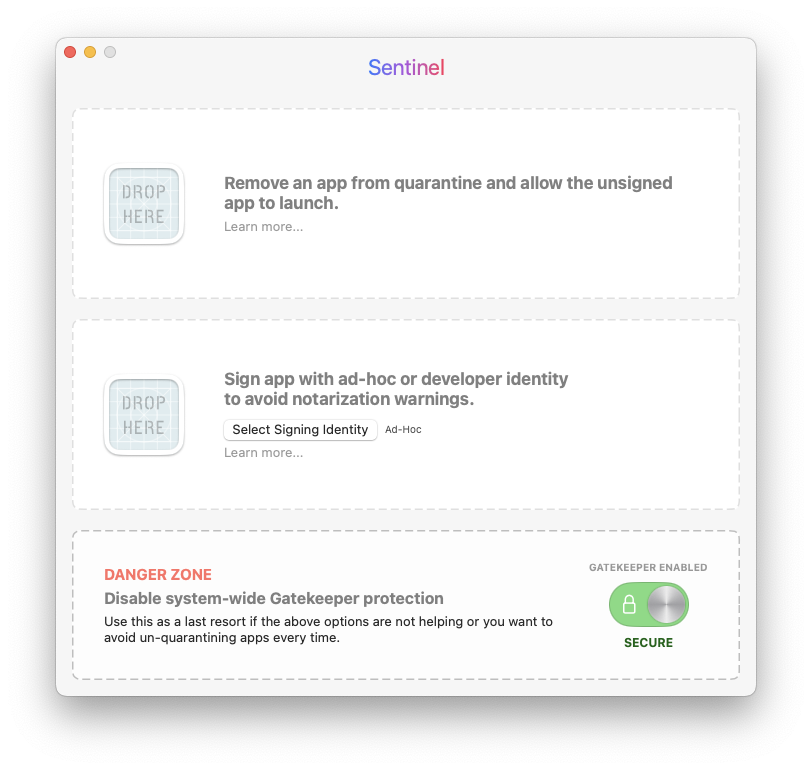 Sentinel
DROP
HERE
Remove an app from quarantine and allow the unsigned
app to launch.
Learn more...
DROP
HERE
Sign app with ad-hoc or developer identity
to avoid notarization warnings.
Select Signing Identity Ad-Hoc
Learn more...
DANGER ZONE
Disable system-wide Gatekeeper protection
Use this as a last resort if the above options are not helping or you want to
avoid un-quarantining apps every time.
GATEKEEPER ENABLED
SECURE